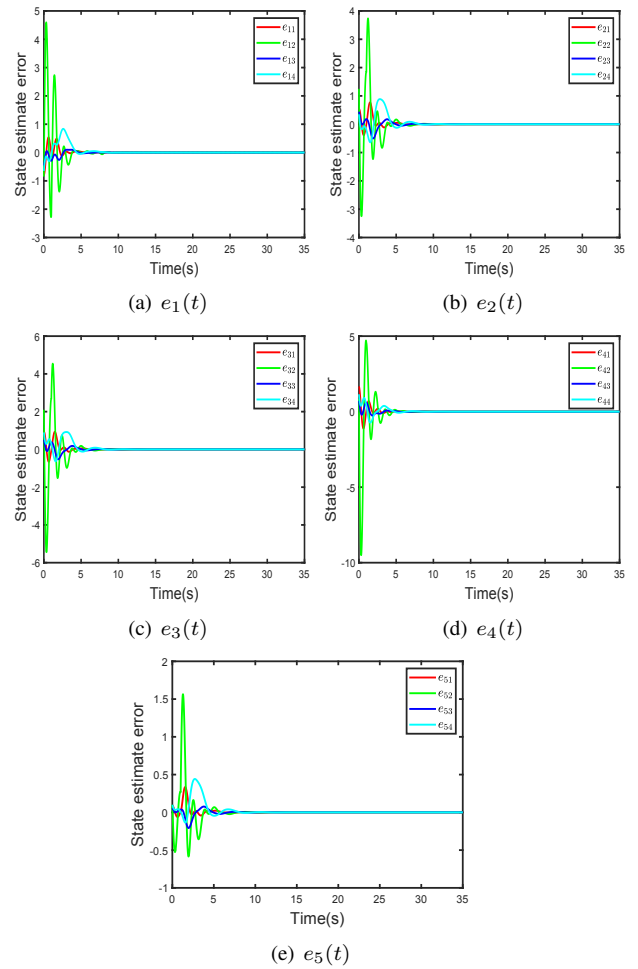 State estimate error
5
4
3
2
1
0
-1
-2
-3
0 5 10 15 20 25 30 35
Time(s)
e₁₁
e₁₂
e₁₃
e₁₄
(a) e₁(t)
State estimate error
4
2
0
-2
-4
0 5 10 15 20 25 30 35
Time(s)
e₂₁
e₂₂
e₂₃
e₂₄
(b) e₂(t)
State estimate error
6
4
2
0
-2
-4
-6
0 5 10 15 20 25 30 35
Time(s)
e₃₁
e₃₂
e₃₃
e₃₄
(c) e₃(t)
State estimate error
5
0
-5
-10
0 5 10 15 20 25 30 35
Time(s)
e₄₁
e₄₂
e₄₃
e₄₄
(d) e₄(t)
State estimate error
2
1.5
1
0.5
0
-0.5
-1
0 5 10 15 20 25 30 35
Time(s)
e₅₁
e₅₂
e₅₃
e₅₄
(e) e₅(t)